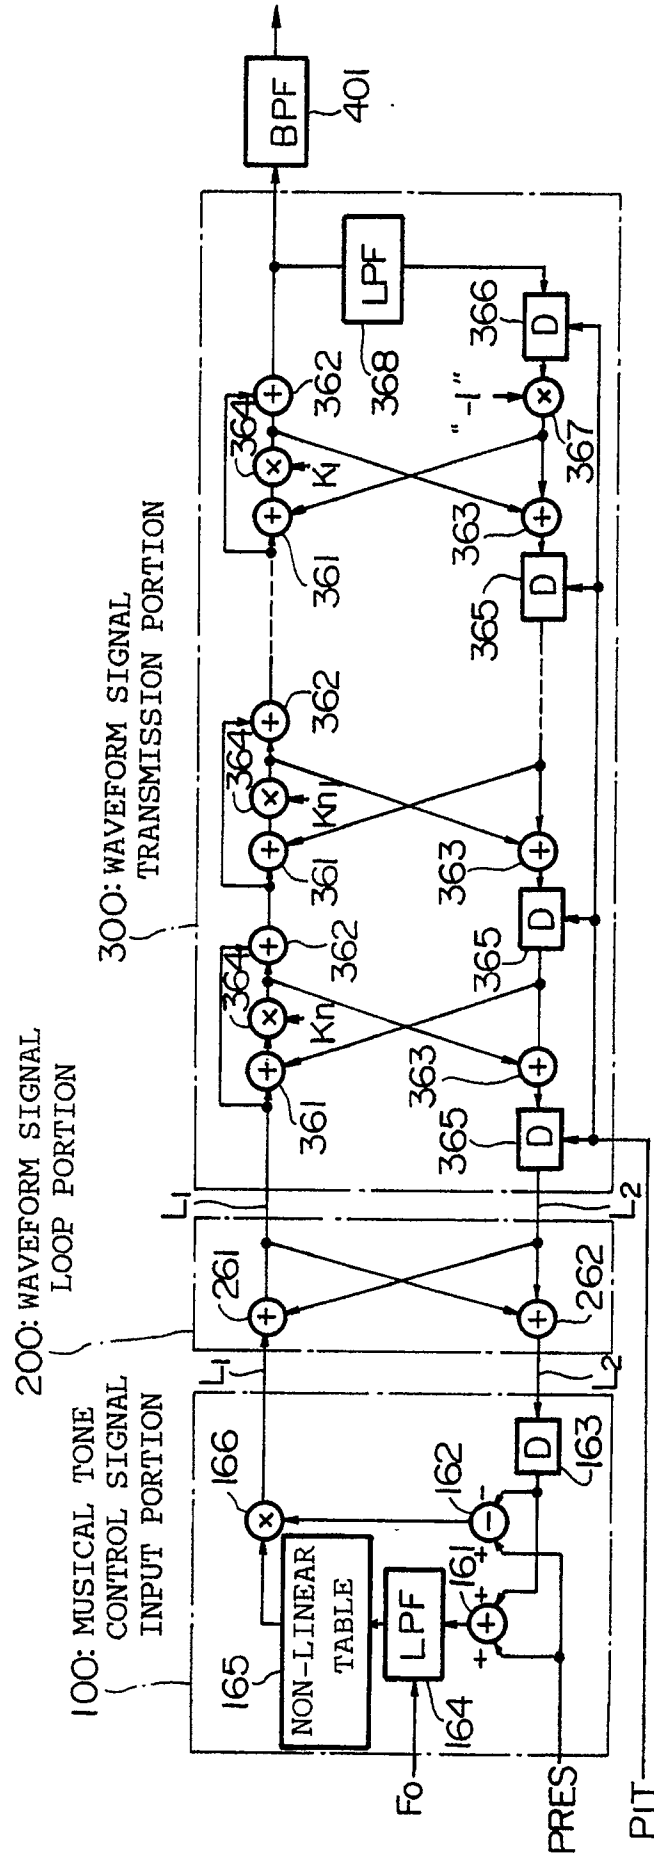 100: MUSICAL TONE
CONTROL SIGNAL
INPUT PORTION
200: WAVEFORM SIGNAL
LOOP PORTION
300: WAVEFORM SIGNAL
TRANSMISSION PORTION
165
NON-LINEAR
TABLE
166
×
L1
261
+
L1
361
+
364
×
Kn
362
+
361
+
364
×
Kn1
362
+
361
+
364
×
K1
362
+
BPF
401
Fo
LPF
164
161
+
+
+
162
−
+
-
D
163
L2
262
+
L2
365
D
363
+
365
D
363
+
365
D
363
+
367
×
"-1"
366
D
LPF
368
PRES
PIT